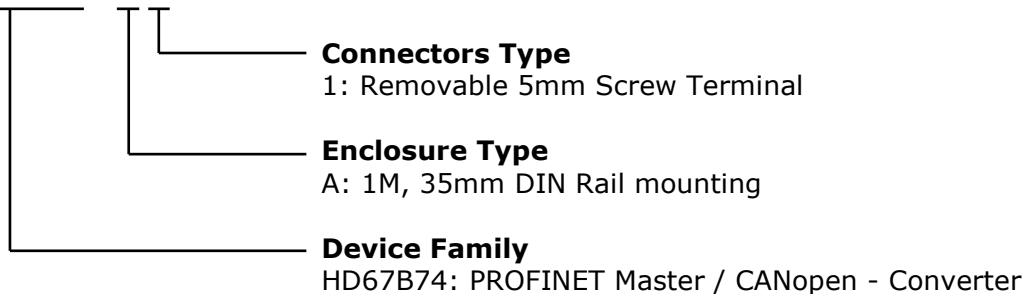 Connectors Type
1: Removable 5mm Screw Terminal
Enclosure Type
A: 1M, 35mm DIN Rail mounting
Device Family
HD67B74: PROFINET Master / CANopen - Converter